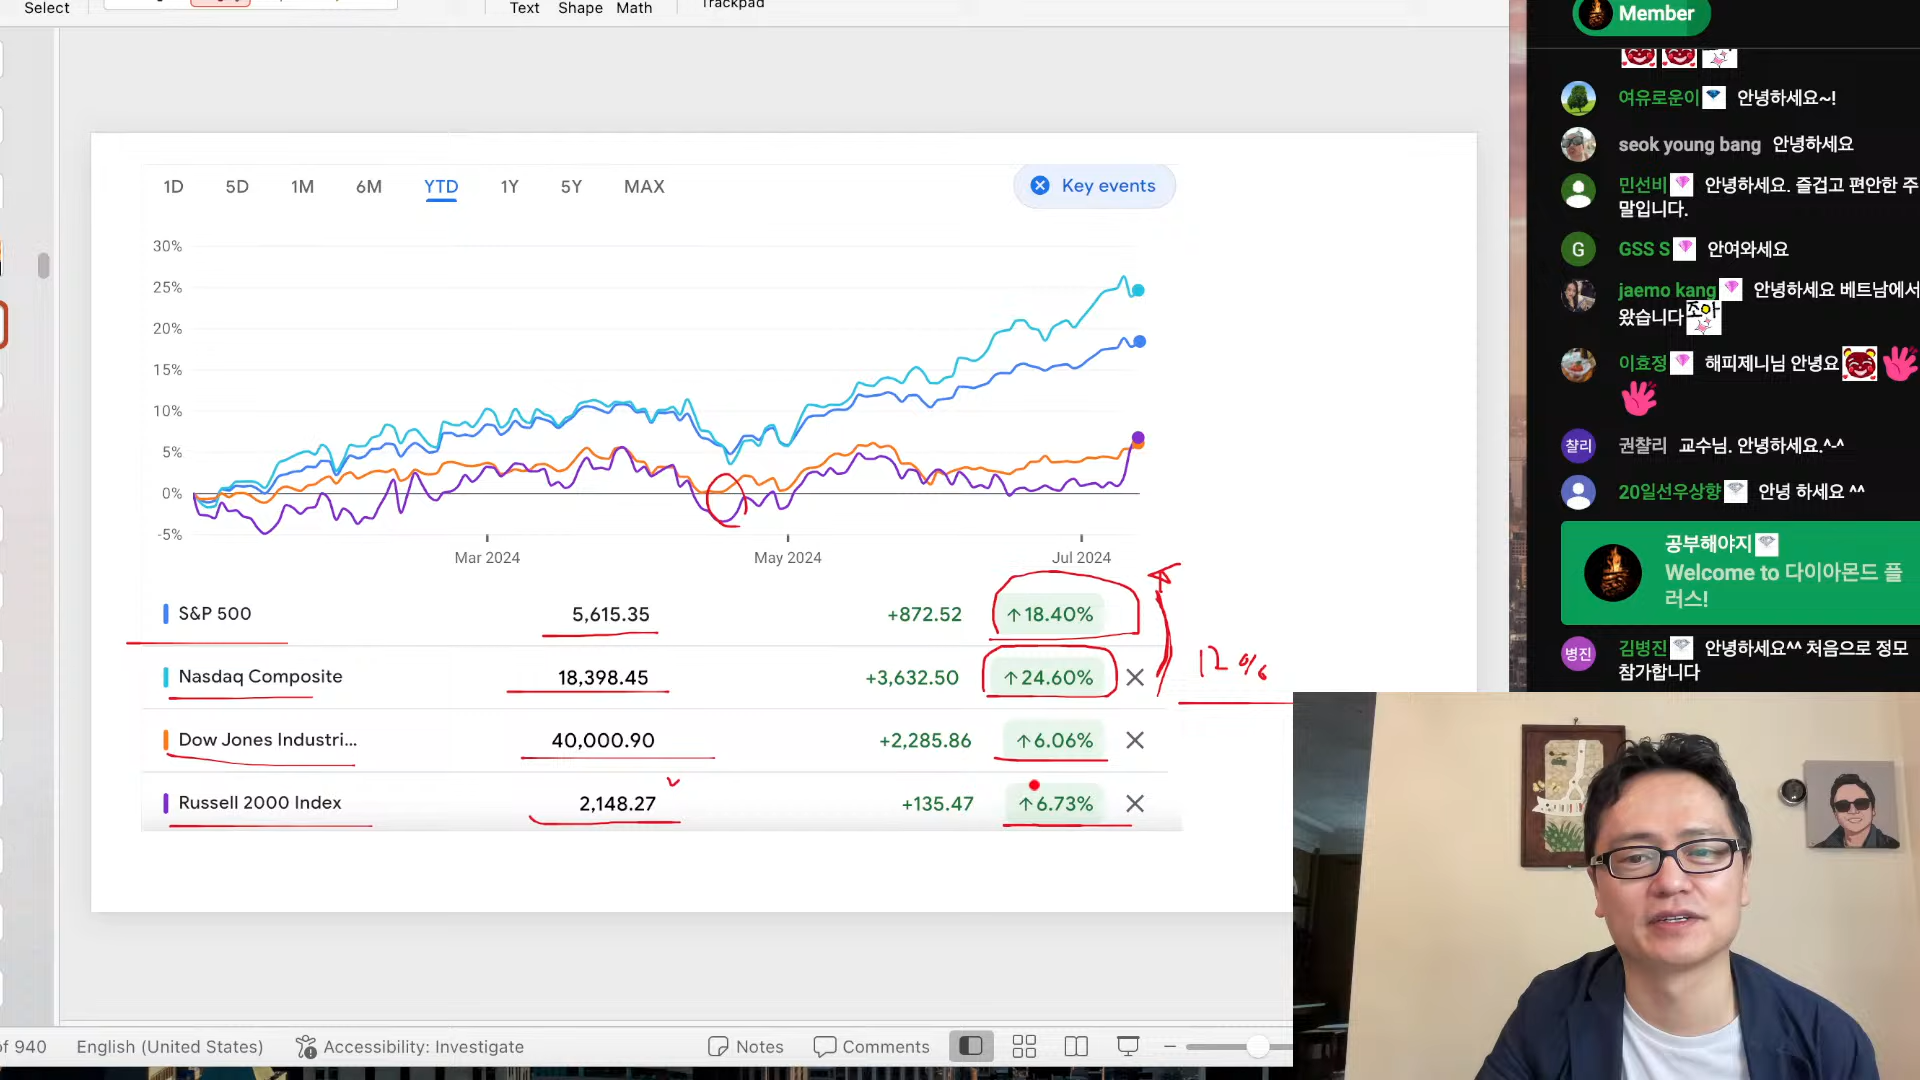 Select
Text Shape Math
Trackpad
1D 5D 1M 6M YTD 1Y 5Y MAX
Key events
30%
25%
20%
15%
10%
5%
0%
-5%
Mar 2024 May 2024 Jul 2024
S&P 500 5,615.35 +872.52 ↑18.40%
Nasdaq Composite 18,398.45 +3,632.50 ↑24.60%
12%
Dow Jones Industri... 40,000.90 +2,285.86 ↑6.06%
Russell 2000 Index 2,148.27 +135.47 ↑6.73%
of 940 English (United States) Accessibility: Investigate Notes Comments
Member
여유로운이 안녕하세요~!
seok young bang 안녕하세요
민선비 안녕하세요. 즐겁고 편안한 주
말입니다.
G GSS S 안여와세요
jaemo kang 안녕하세요 베트남에서
왔습니다 조아
이효정 해피제니님 안녕요
찰리 권찰리 교수님. 안녕하세요.^-^
20일선우상향 안녕 하세요 ^^
공부해야지
Welcome to 다이아몬드 플
러스!
병진 김병진 안녕하세요^^ 처음으로 정모
참가합니다